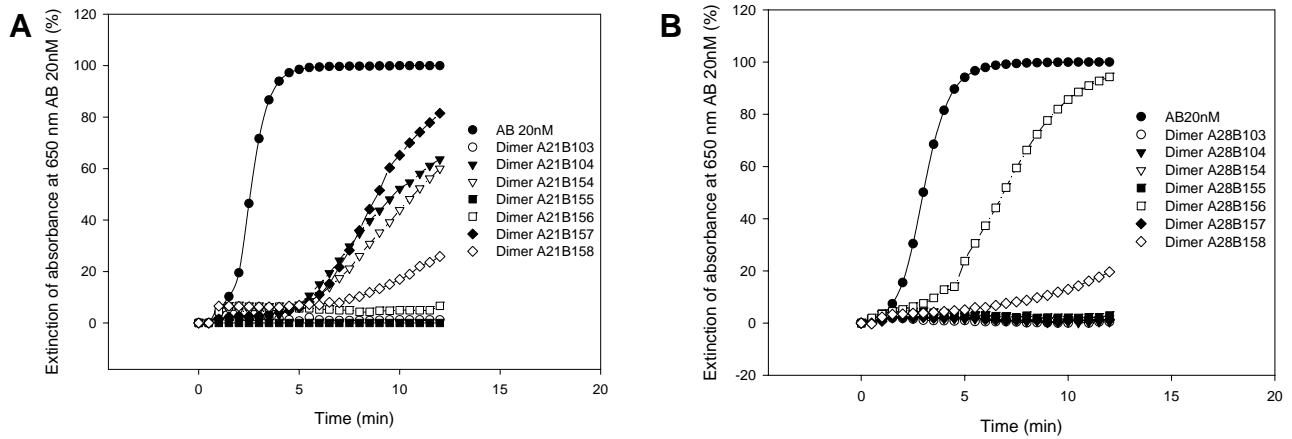 A
Extinction of absorbance at 650 nm AB 20nM (%)
120
100
80
60
40
20
0
0
5
10
15
20
Time (min)
AB 20nM
Dimer A21B103
Dimer A21B104
Dimer A21B154
Dimer A21B155
Dimer A21B156
Dimer A21B157
Dimer A21B158
B
Extinction of absorbance at 650 nm AB 20nM (%)
120
100
80
60
40
20
0
-20
0
5
10
15
20
Time (min)
AB20nM
Dimer A28B103
Dimer A28B104
Dimer A28B154
Dimer A28B155
Dimer A28B156
Dimer A28B157
Dimer A28B158